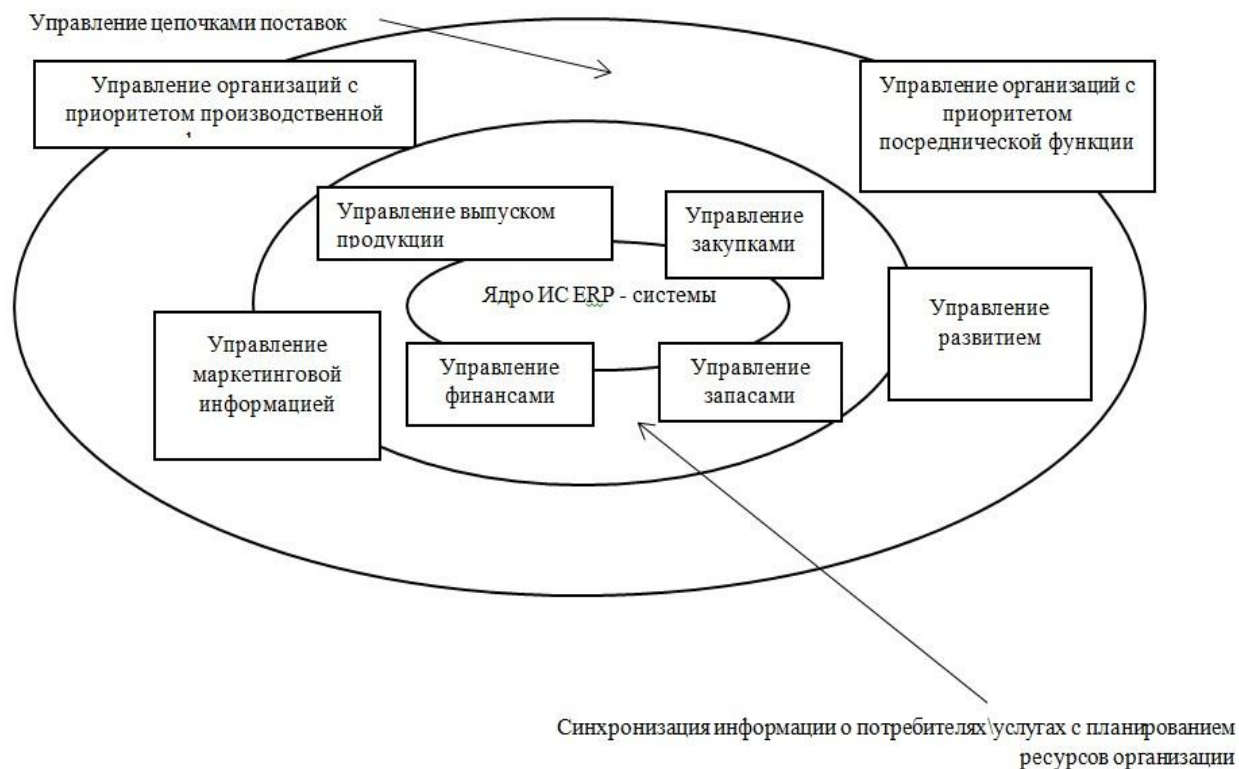 Управление цепочками поставок
Управление организаций с
приоритетом производственной
Управление организаций с
приоритетом
посреднической функции
Управление выпуском
продукции
Управление
закупками
Ядро ИС ERP - системы
Управление
маркетинговой
информацией
Управление
финансами
Управление
запасами
Управление
развитием
Синхронизация информации о потребителях\услугах с планированием
ресурсов организации